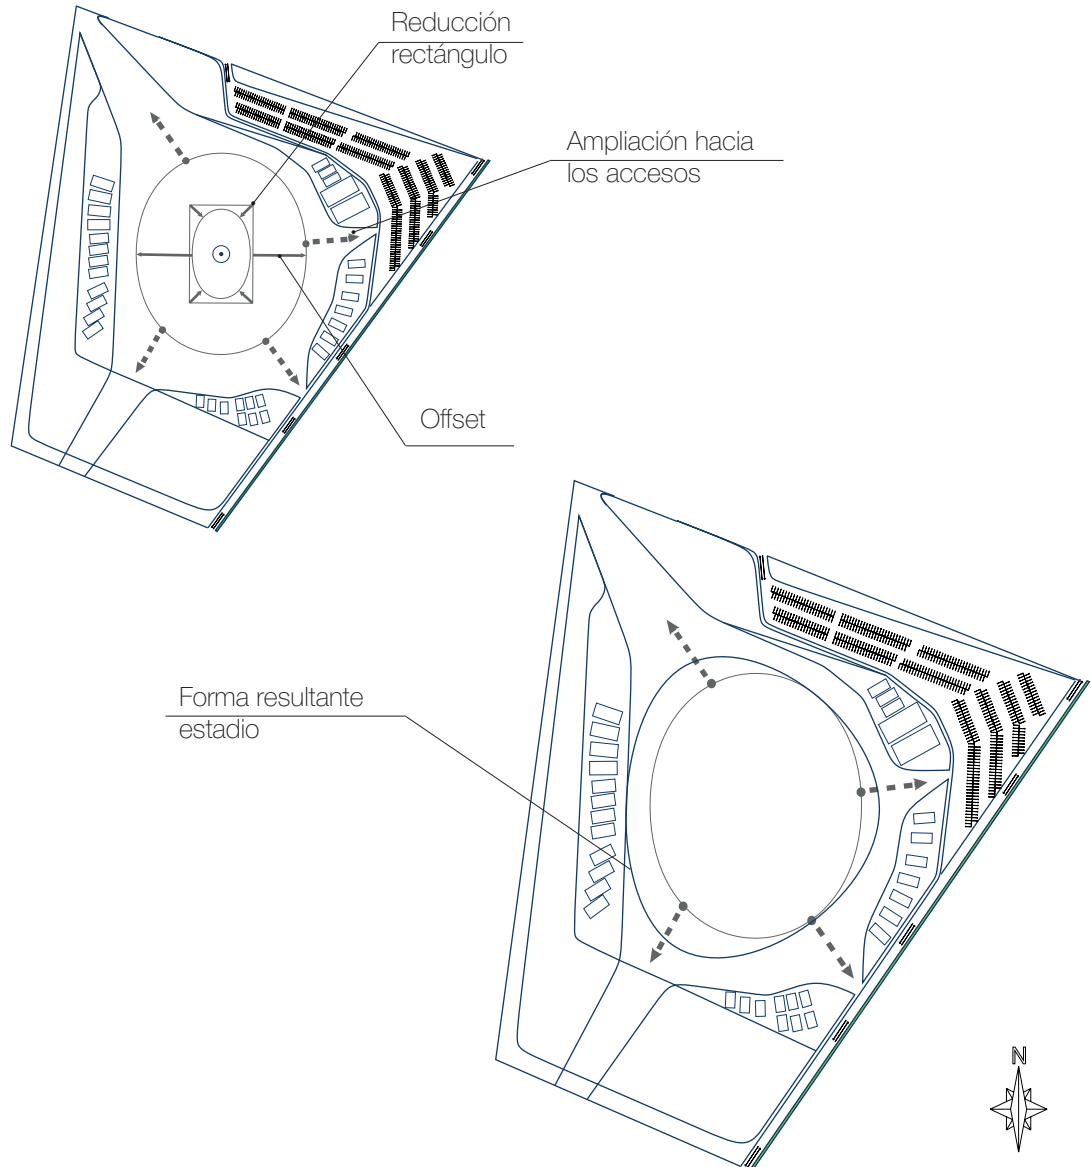 Reducción
rectángulo
Ampliación hacia
los accesos
Offset
Forma resultante
estadio
N